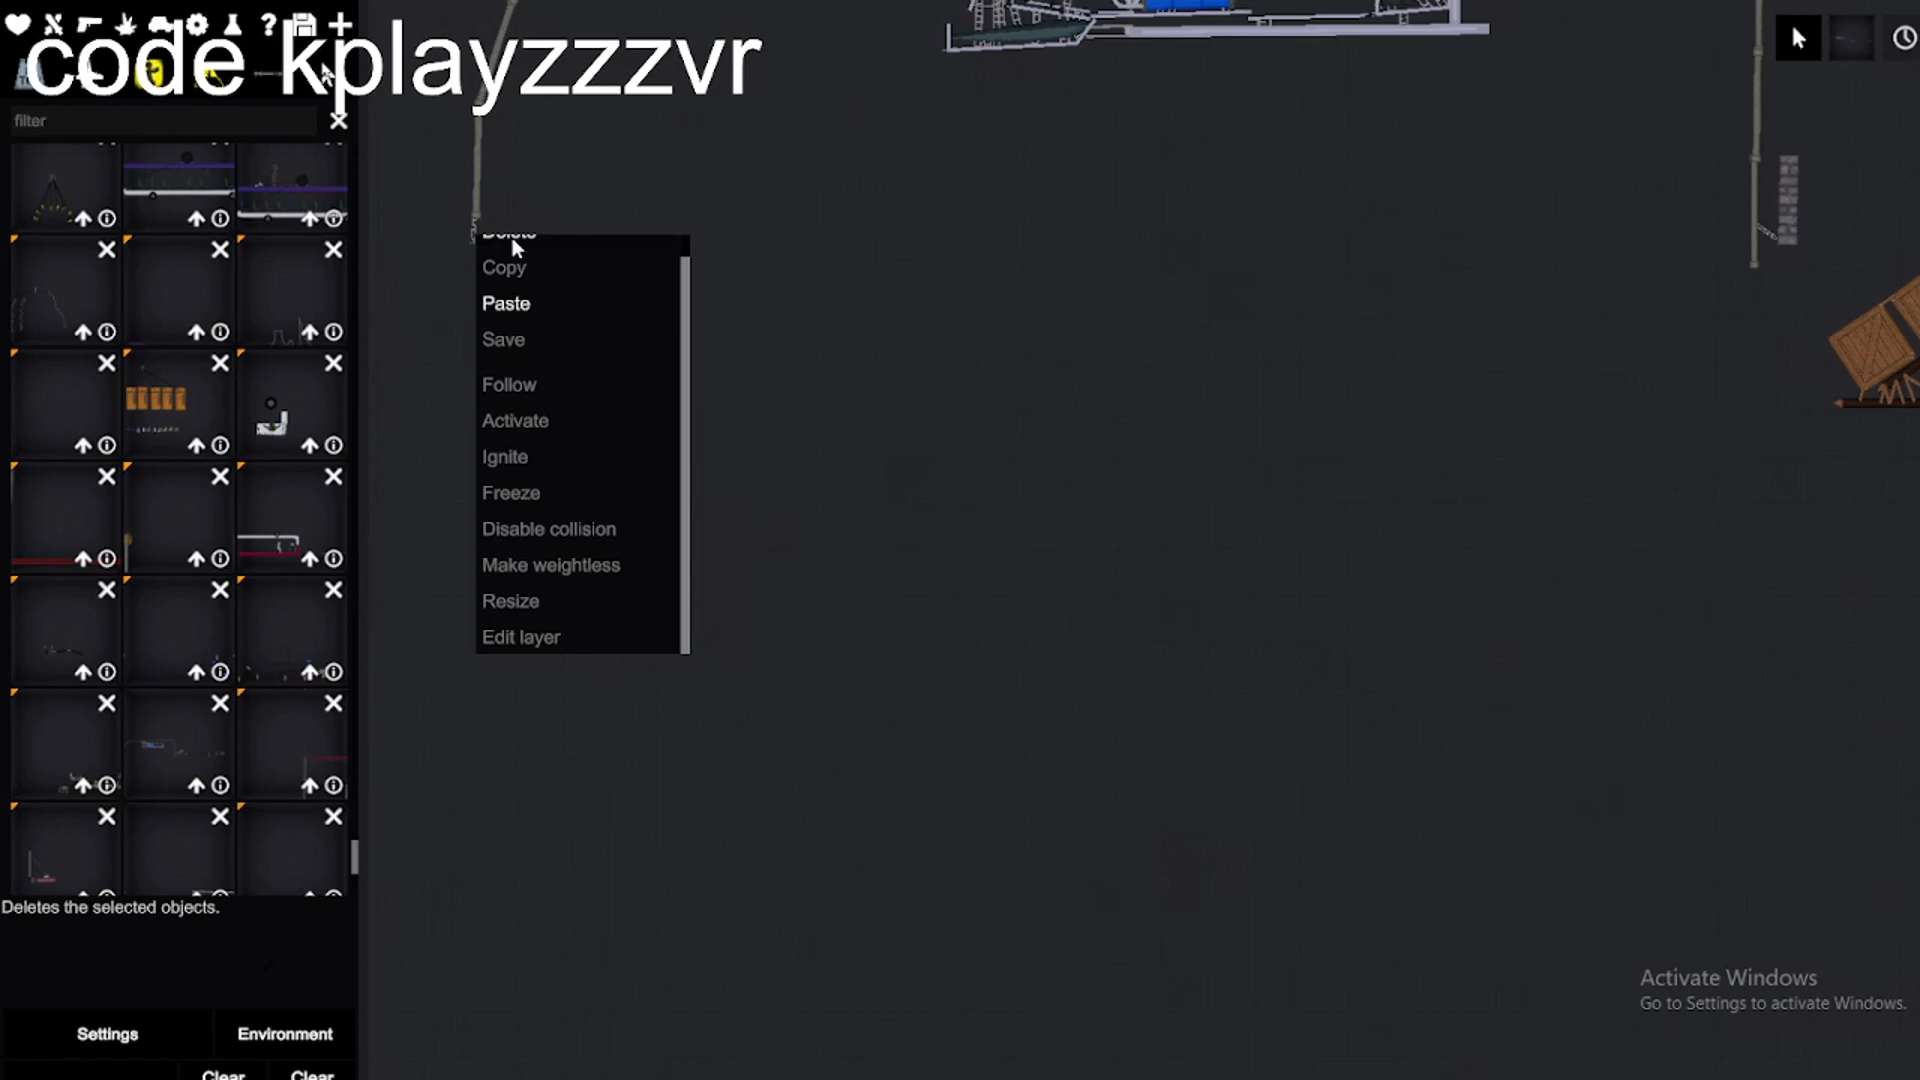 code kplayzzzvr
filter
Delete
Copy
Paste
Save
Follow
Activate
Ignite
Freeze
Disable collision
Make weightless
Resize
Edit layer
Deletes the selected objects.
Settings
Environment
Clear
Clear
Activate Windows
Go to Settings to activate Windows.